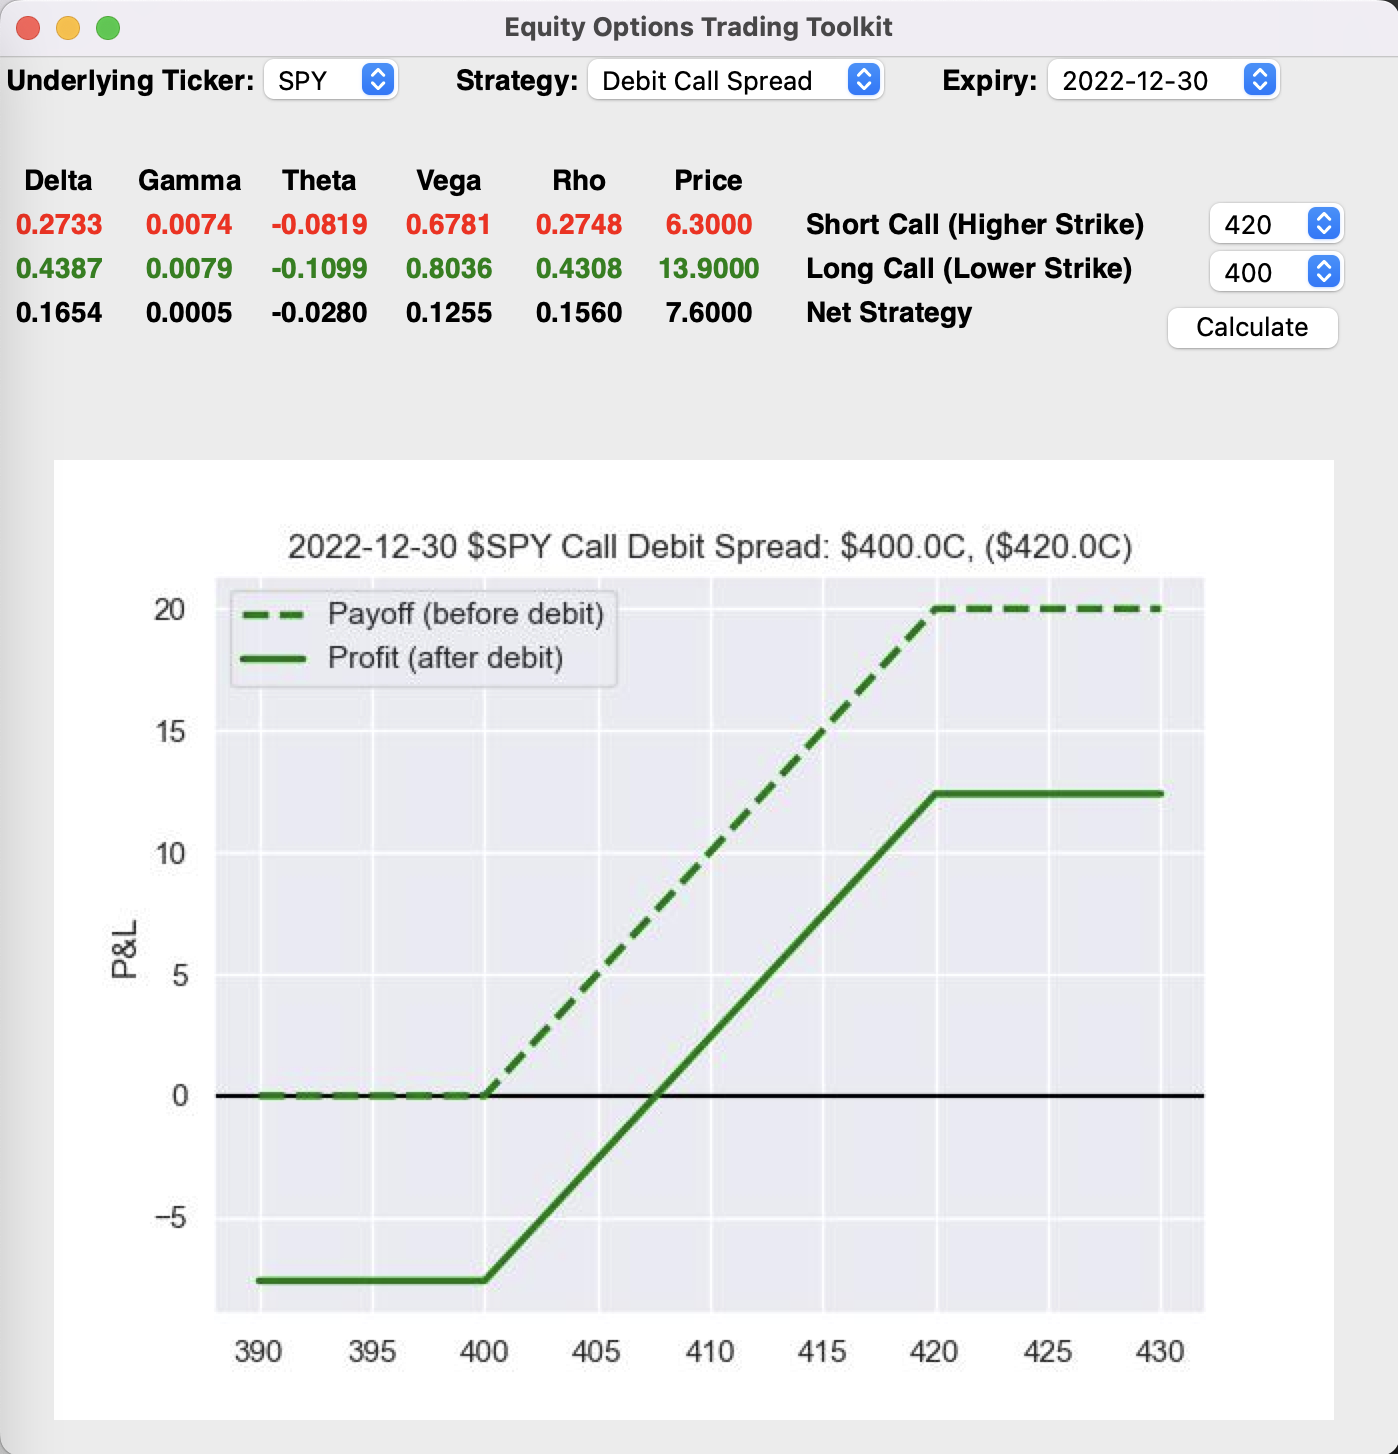 Equity Options Trading Toolkit
Underlying Ticker: SPY Strategy: Debit Call Spread Expiry: 2022-12-30
Delta Gamma Theta Vega Rho Price
0.2733 0.0074 -0.0819 0.6781 0.2748 6.3000 Short Call (Higher Strike) 420
0.4387 0.0079 -0.1099 0.8036 0.4308 13.9000 Long Call (Lower Strike) 400
0.1654 0.0005 -0.0280 0.1255 0.1560 7.6000 Net Strategy
Calculate
2022-12-30 $SPY Call Debit Spread: $400.0C, ($420.0C)
Payoff (before debit)
Profit (after debit)
20
15
10
5
0
−5
P&L
390 395 400 405 410 415 420 425 430